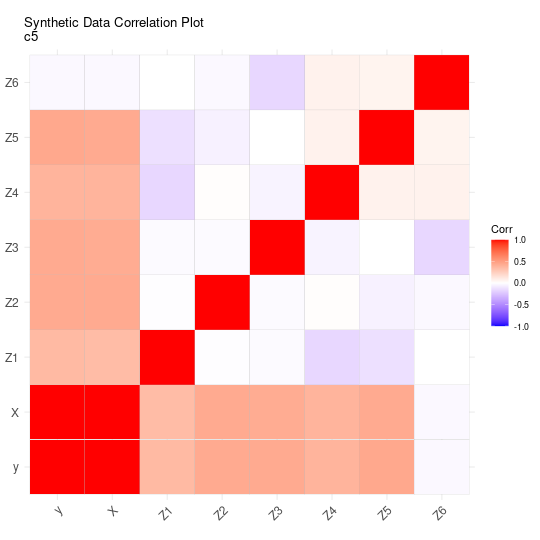 Synthetic Data Correlation Plot
c5
Z6
Z5
Z4
Z3
Z2
Z1
X
y
y X Z1 Z2 Z3 Z4 Z5 Z6
Corr
1.0
0.5
0.0
-0.5
-1.0